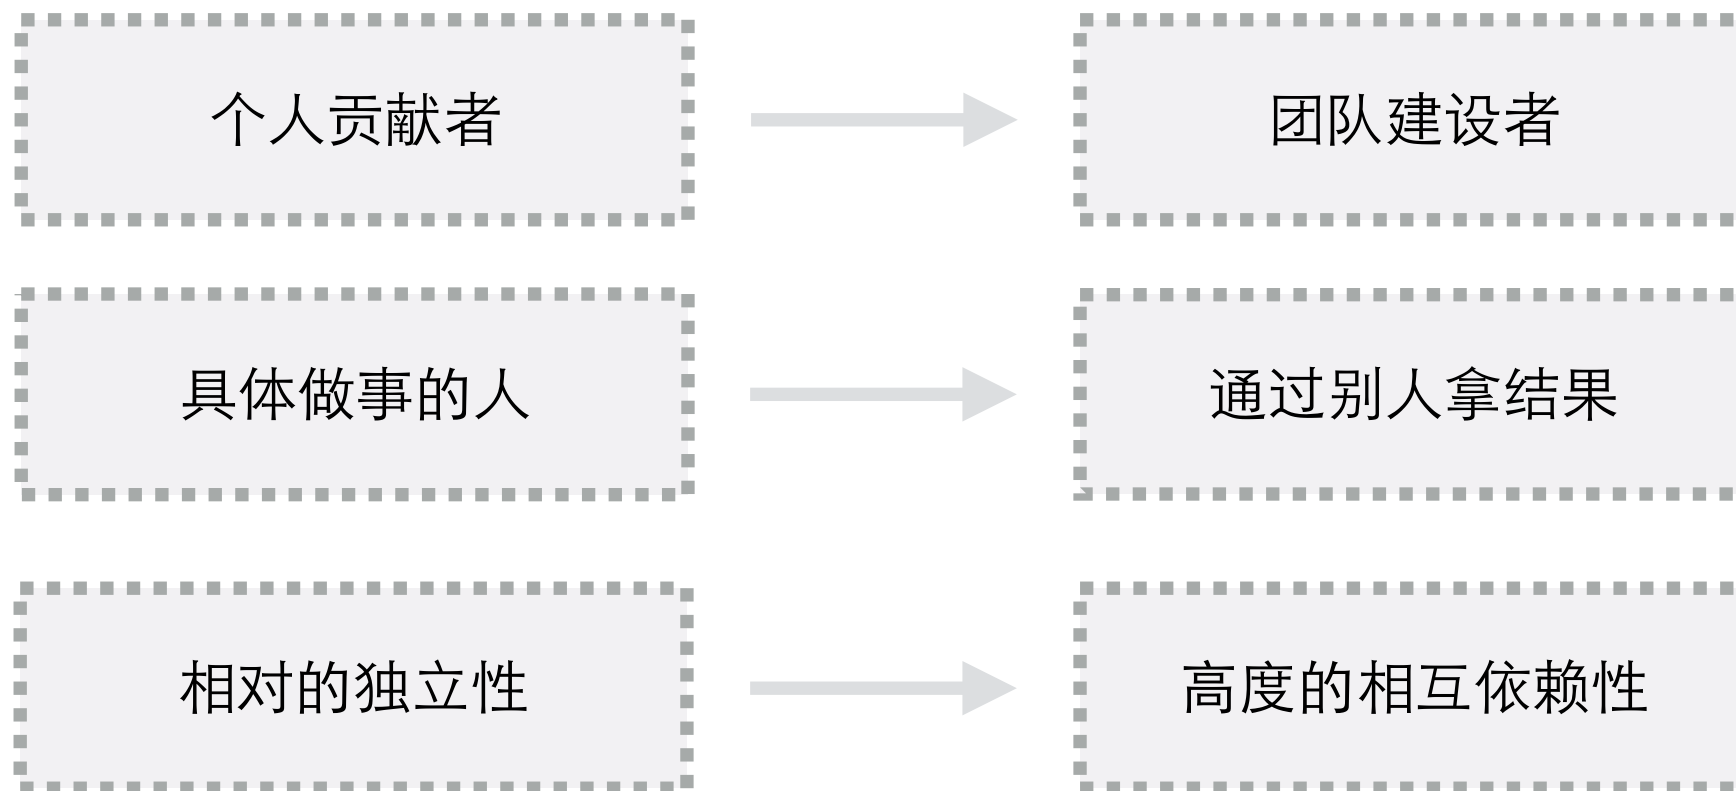 个人贡献者
团队建设者
具体做事的人
通过别人拿结果
相对的独立性
高度的相互依赖性